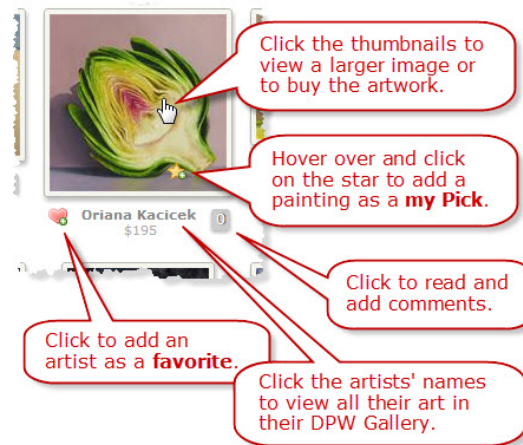 Click the thumbnails to
view a larger image or
to buy the artwork.
Hover over and click
on the star to add a
painting as a my Pick.
Oriana Kacicek
0
$195
Click to read and
add comments.
Click to add an
artist as a favorite.
Click the artists' names
to view all their art in
their DPW Gallery.